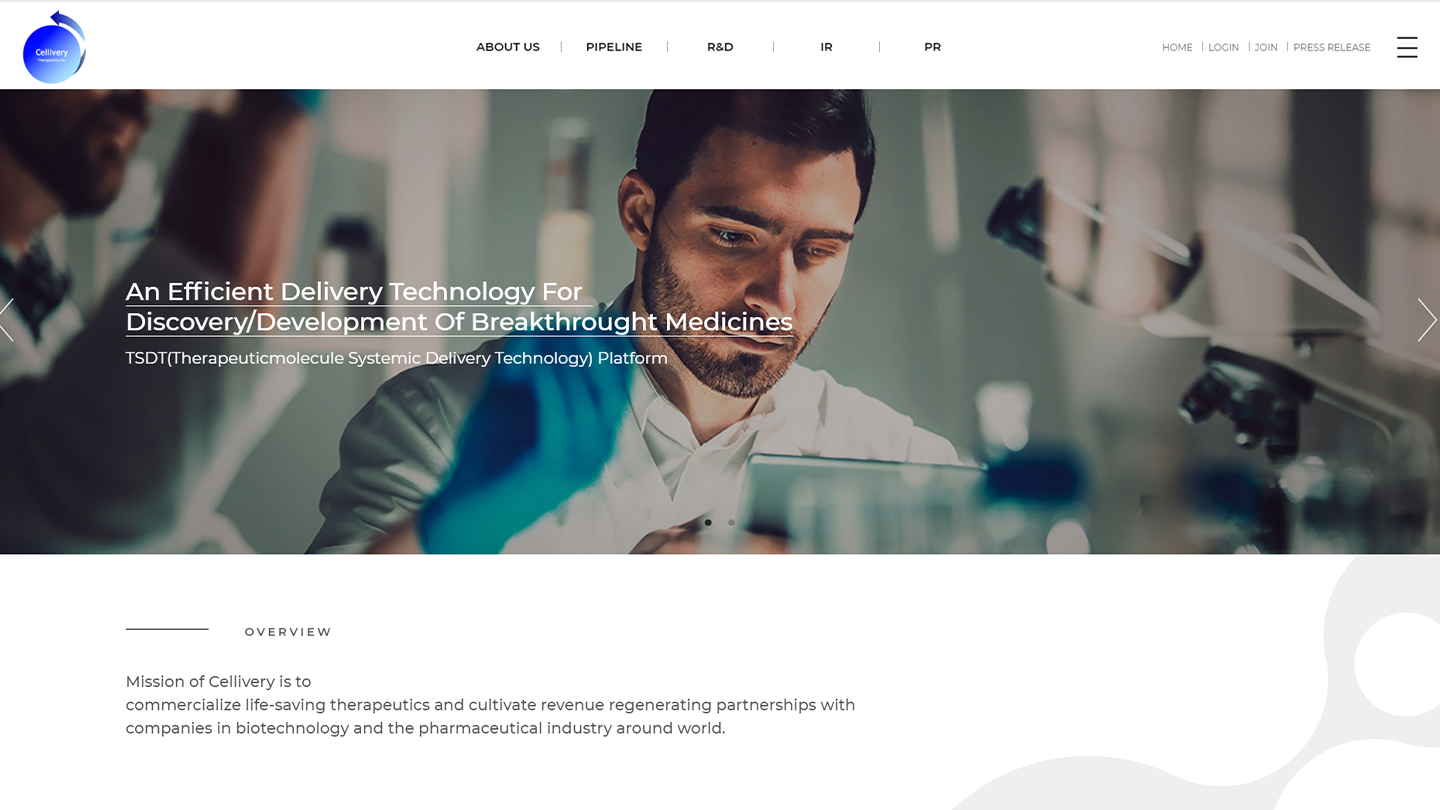 Cellivery
Therapeutics, Inc.
ABOUT US
PIPELINE
R&D
IR
PR
HOME
LOGIN
JOIN
PRESS RELEASE
An Efficient Delivery Technology For
Discovery/Development Of Breakthrought Medicines
TSDT(Therapeuticmolecule Systemic Delivery Technology) Platform
OVERVIEW
Mission of Cellivery is to
commercialize life-saving therapeutics and cultivate revenue regenerating partnerships with
companies in biotechnology and the pharmaceutical industry around world.